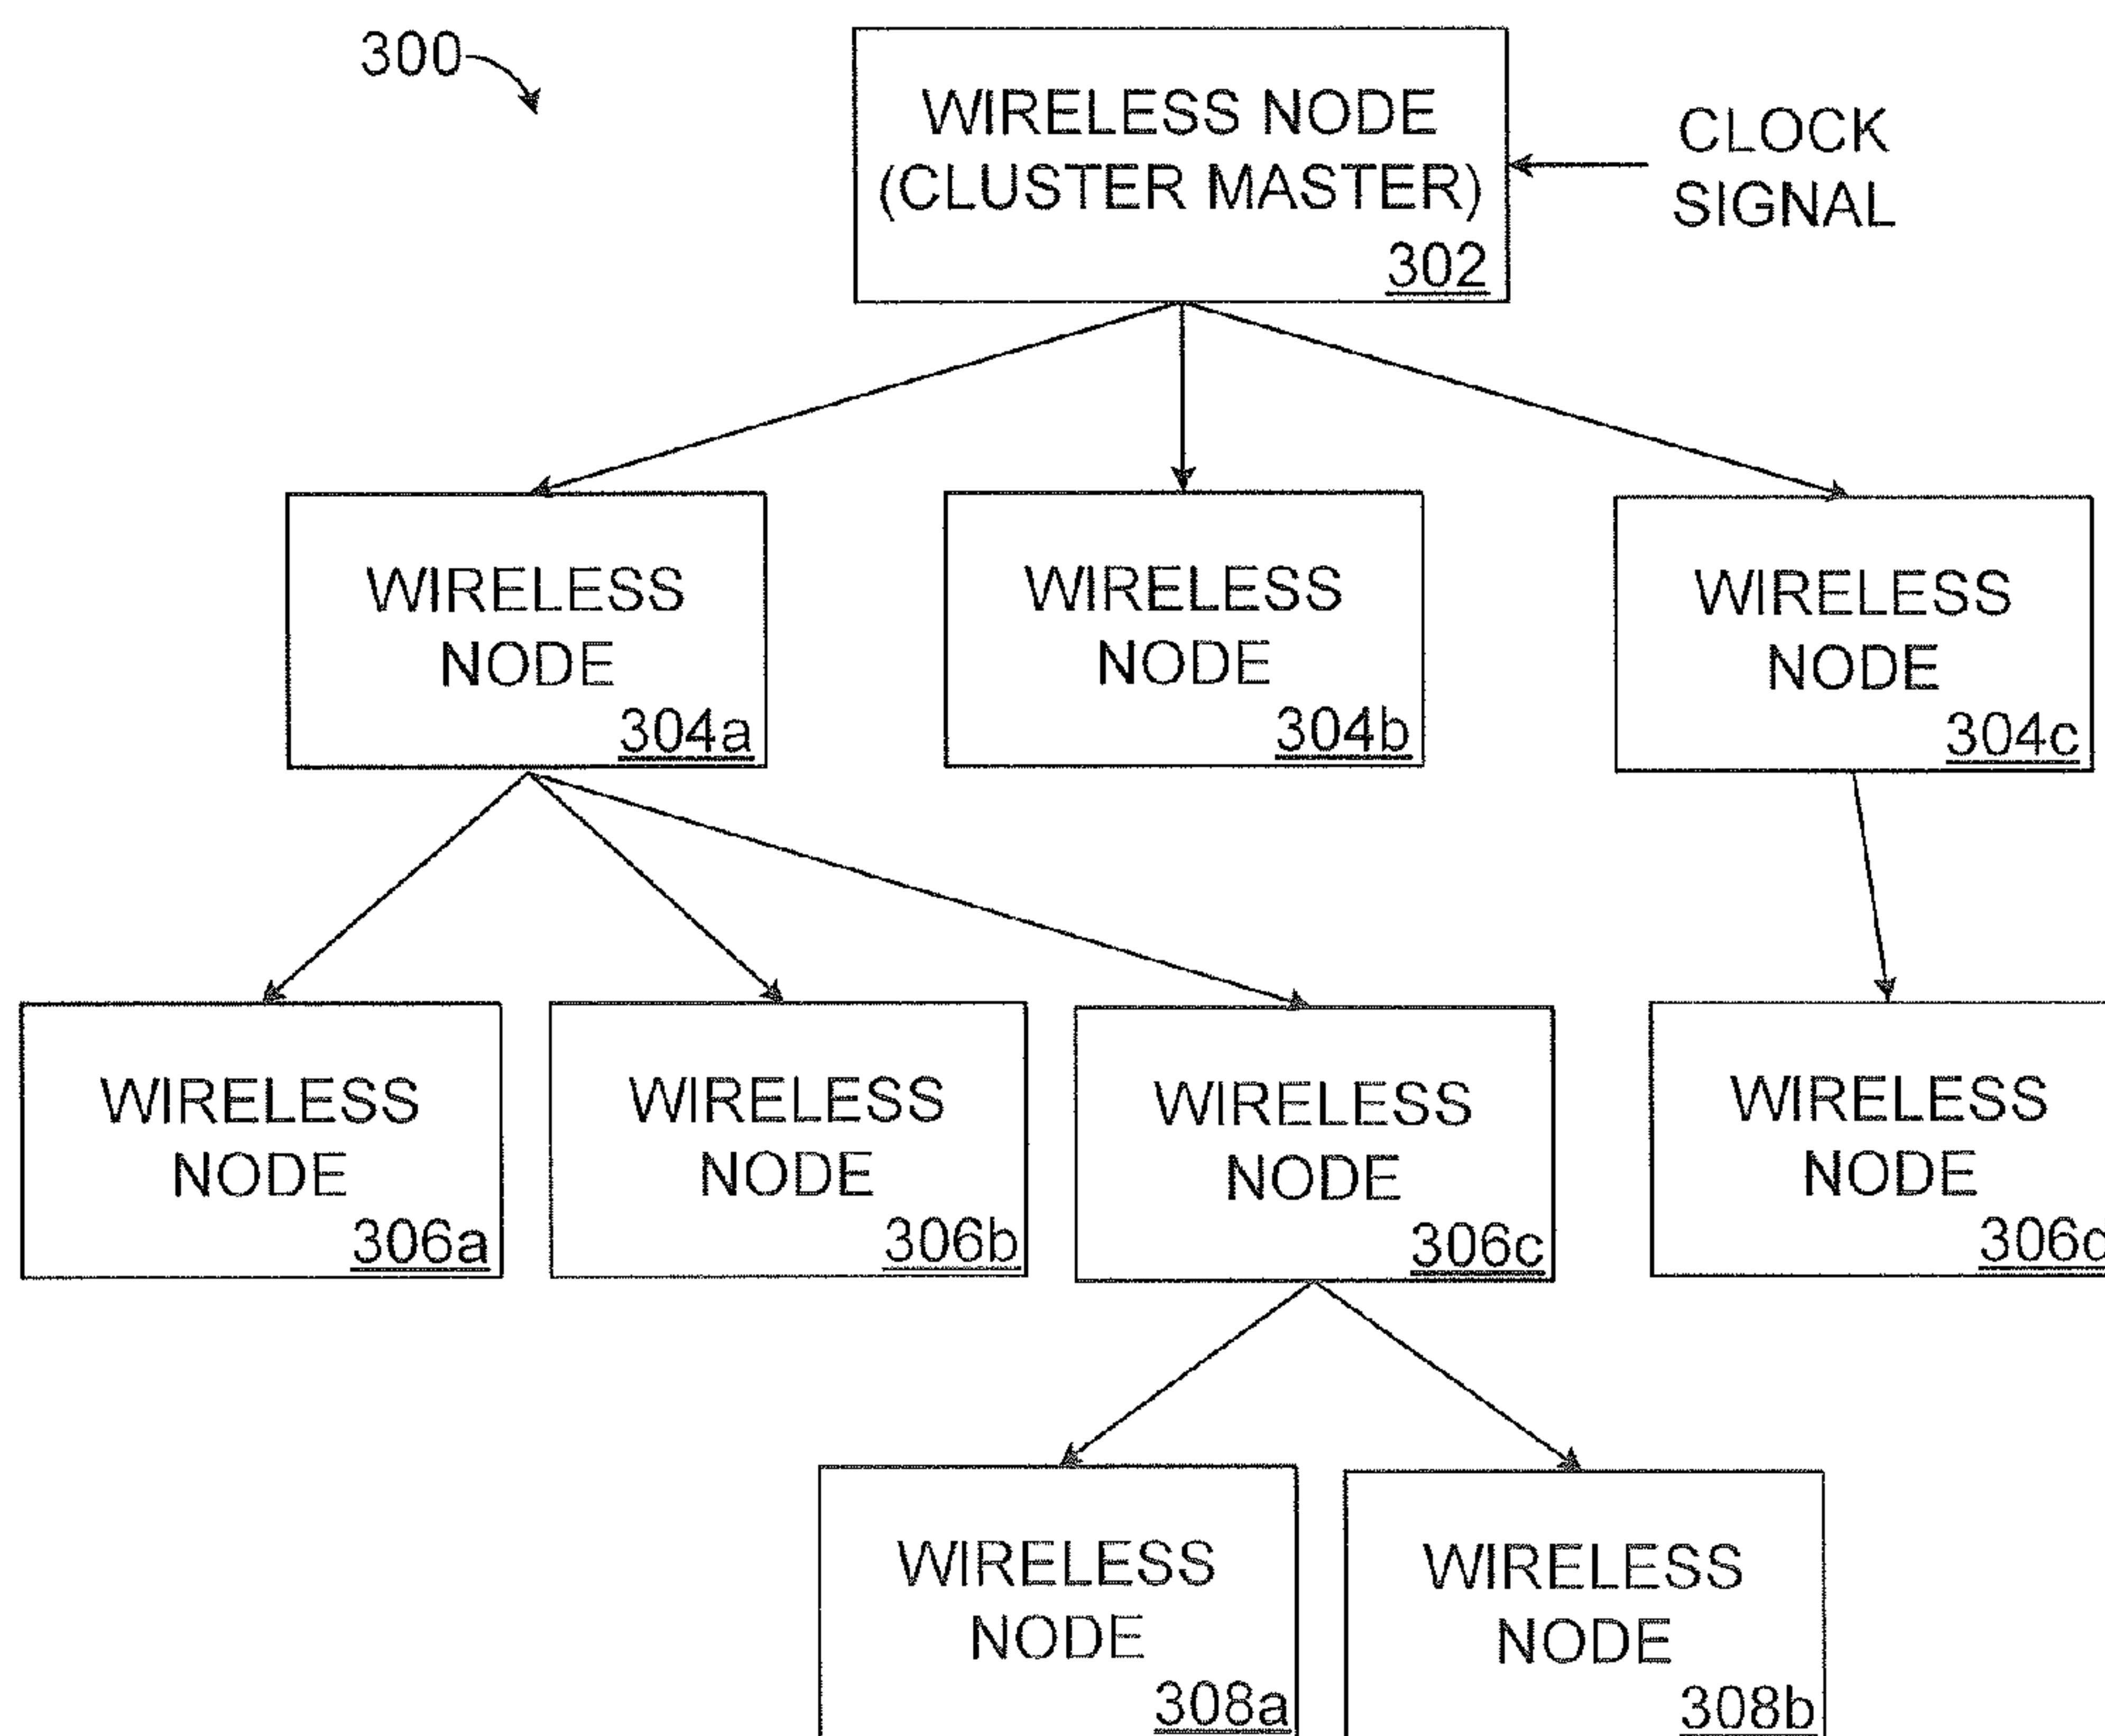 300
WIRELESS NODE
(CLUSTER MASTER)
302
CLOCK
SIGNAL
WIRELESS
NODE
304a
WIRELESS
NODE
304b
WIRELESS
NODE
304c
WIRELESS
NODE
306a
WIRELESS
NODE
306b
WIRELESS
NODE
306c
WIRELESS
NODE
306d
WIRELESS
NODE
308a
WIRELESS
NODE
308b